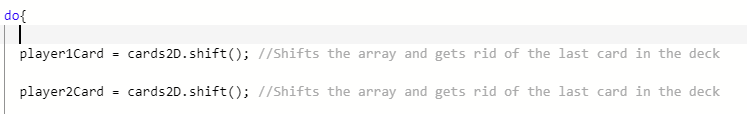 do{
player1Card = cards2D.shift(); //Shifts the array and gets rid of the last card in the deck
player2Card = cards2D.shift(); //Shifts the array and gets rid of the last card in the deck